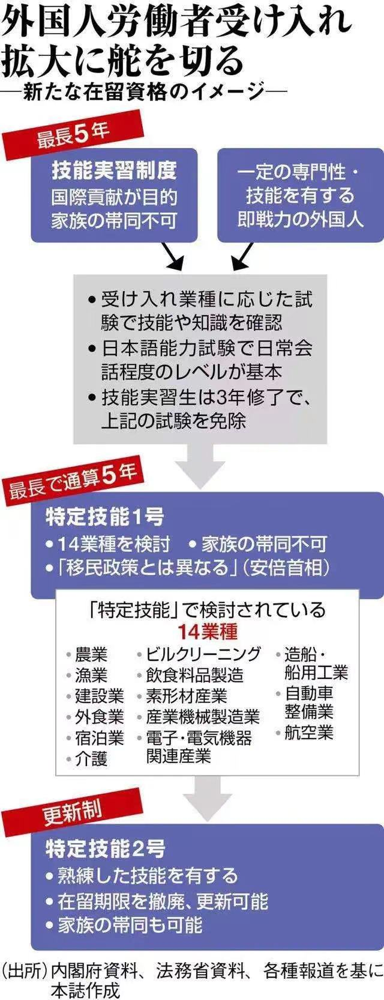 外国人労働者受け入れ
拡大に舵を切る
―新たな在留資格のイメージ―
最長5年
技能実習制度
国際貢献が目的
家族の帯同不可
一定の専門性・
技能を有する
即戦力の外国人
•受け入れ業種に応じた試
験で技能や知識を確認
•日本語能力試験で日常会
話程度のレベルが基本
•技能実習生は3年修了で、
上記の試験を免除
最長で通算5年
特定技能1号
•14業種を検討 •家族の帯同不可
•「移民政策とは異なる」（安倍首相）
「特定技能」で検討されている
14業種
•農業
•漁業
•建設業
•外食業
•宿泊業
•介護
•ビルクリーニング
•飲食料品製造
•素形材産業
•産業機械製造業
•電子・電気機器
関連産業
•造船・
舶用工業
•自動車
整備業
•航空業
更新制
特定技能2号
•熟練した技能を有する
•在留期限を撤廃、更新可能
•家族の帯同も可能
（出所）内閣府資料、法務省資料、各種報道を基に
本誌作成